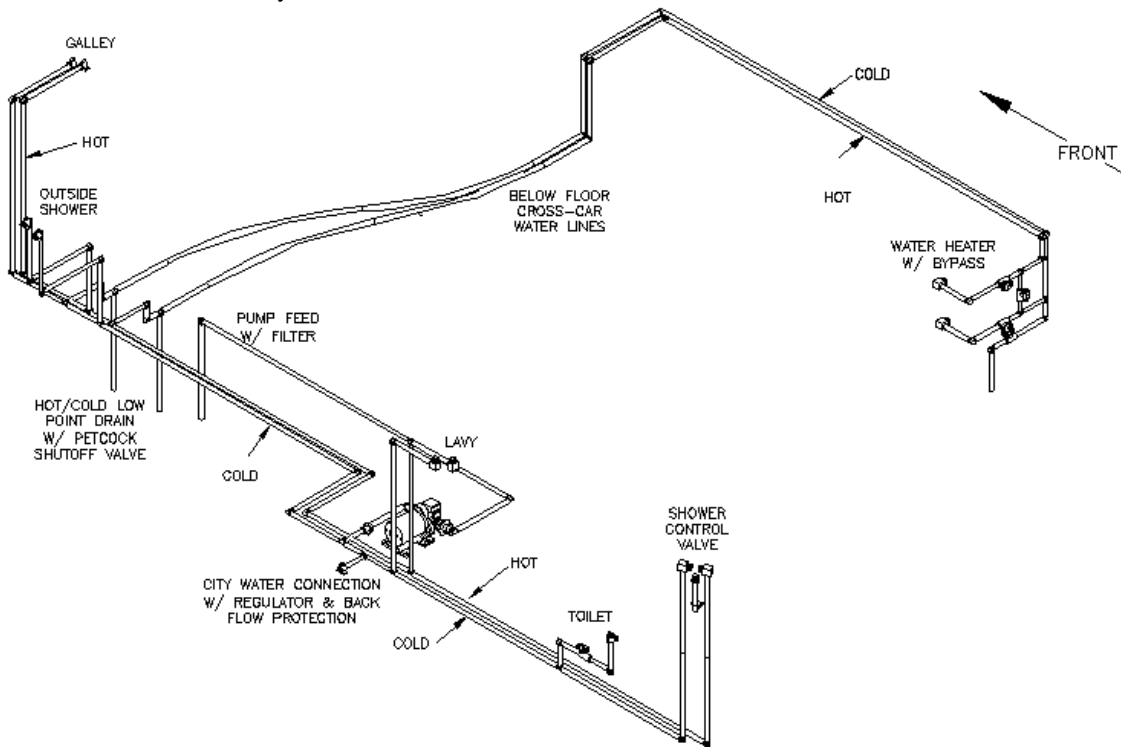 GALLEY
COLD
HOT
FRONT
OUTSIDE
SHOWER
BELOW FLOOR
CROSS-CAR
WATER LINES
HOT
WATER HEATER
W/ BYPASS
PUMP FEED
W/ FILTER
HOT/COLD LOW
POINT DRAIN
W/ PETCOCK
SHUTOFF VALVE
COLD
LAVY
SHOWER
CONTROL
VALVE
CITY WATER CONNECTION
W/ REGULATOR & BACK
FLOW PROTECTION
HOT
COLD
TOILET